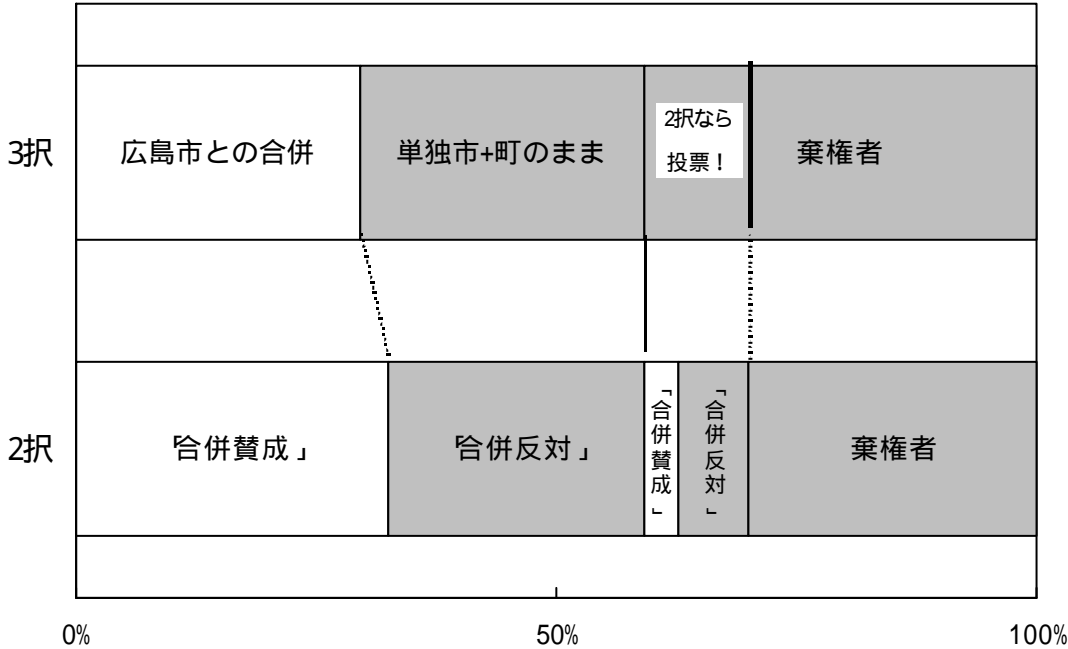 3択
広島市との合併
単独市+町のまま
2択なら
投票！
棄権者
2択
「合併賛成」
「合併反対」
「合併賛成」
「合併反対」
棄権者
0%
50%
100%